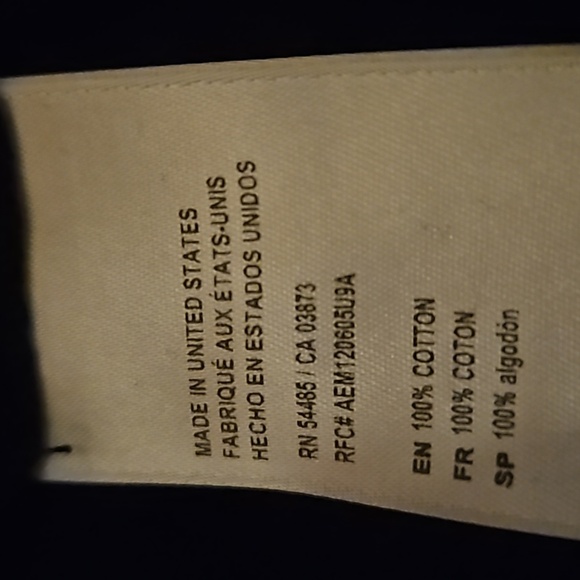 MADE IN UNITED STATES
FABRIQUÉ AUX ÉTATS-UNIS
HECHO EN ESTADOS UNIDOS
RN 54485 / CA 03873
RFC# AEM120605U9A
EN 100% COTTON
FR 100% COTON
SP 100% algodón